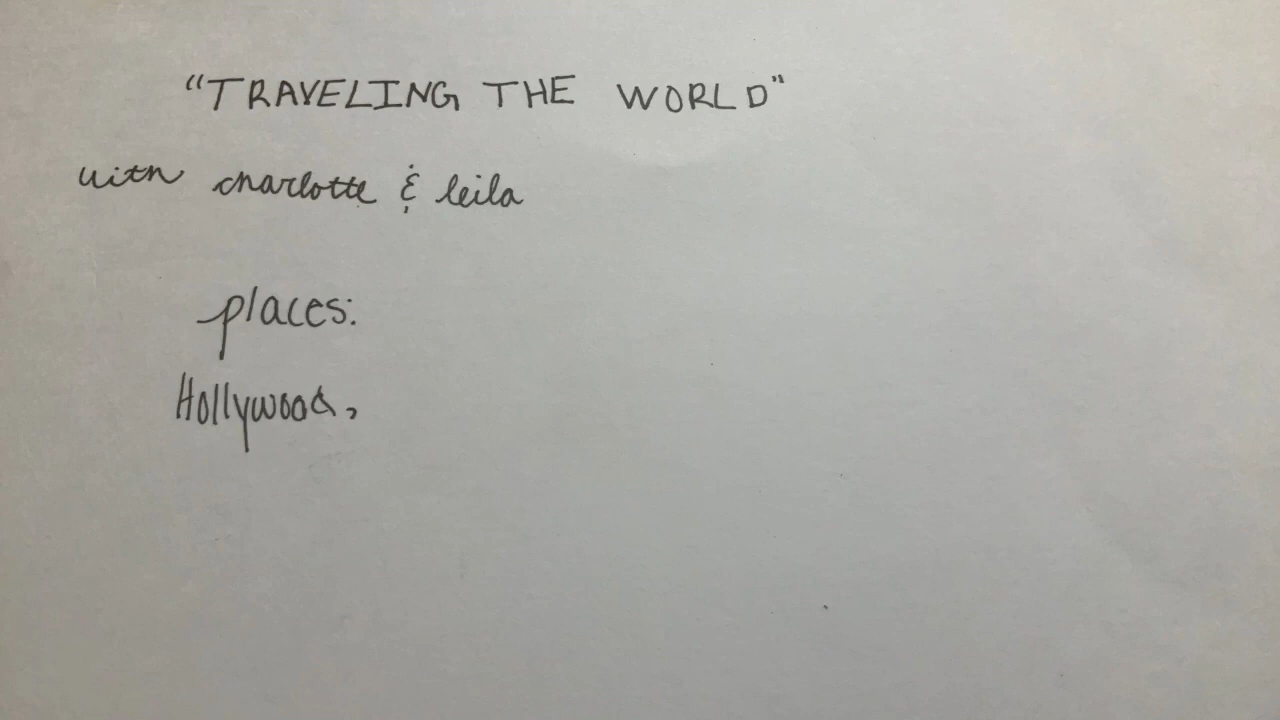 "TRAVELING THE WORLD"
with charlotte & leila
places:
Hollywood,